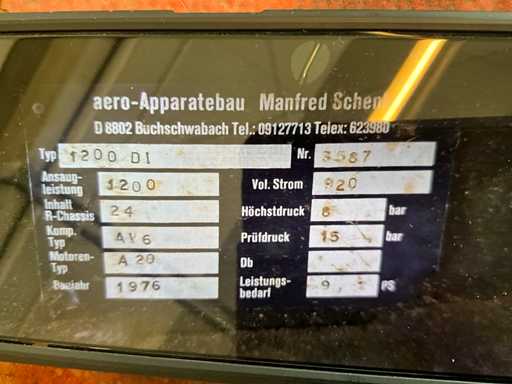 aero-Apparatebau Manfred
D 8802 Buchschwabach Tel.: 09127713 Telex: 623980
Typ 1200 DI Nr. 3587
Ansaug-leistung 1200 Vol. Strom 920
Inhalt R-Chassis 24 Höchstdruck 8 bar
Komp. Typ Prüfdruck 15 bar
Motoren-Typ A 20 Db
Baujahr 1976 Leistungs-bedarf 9, PS